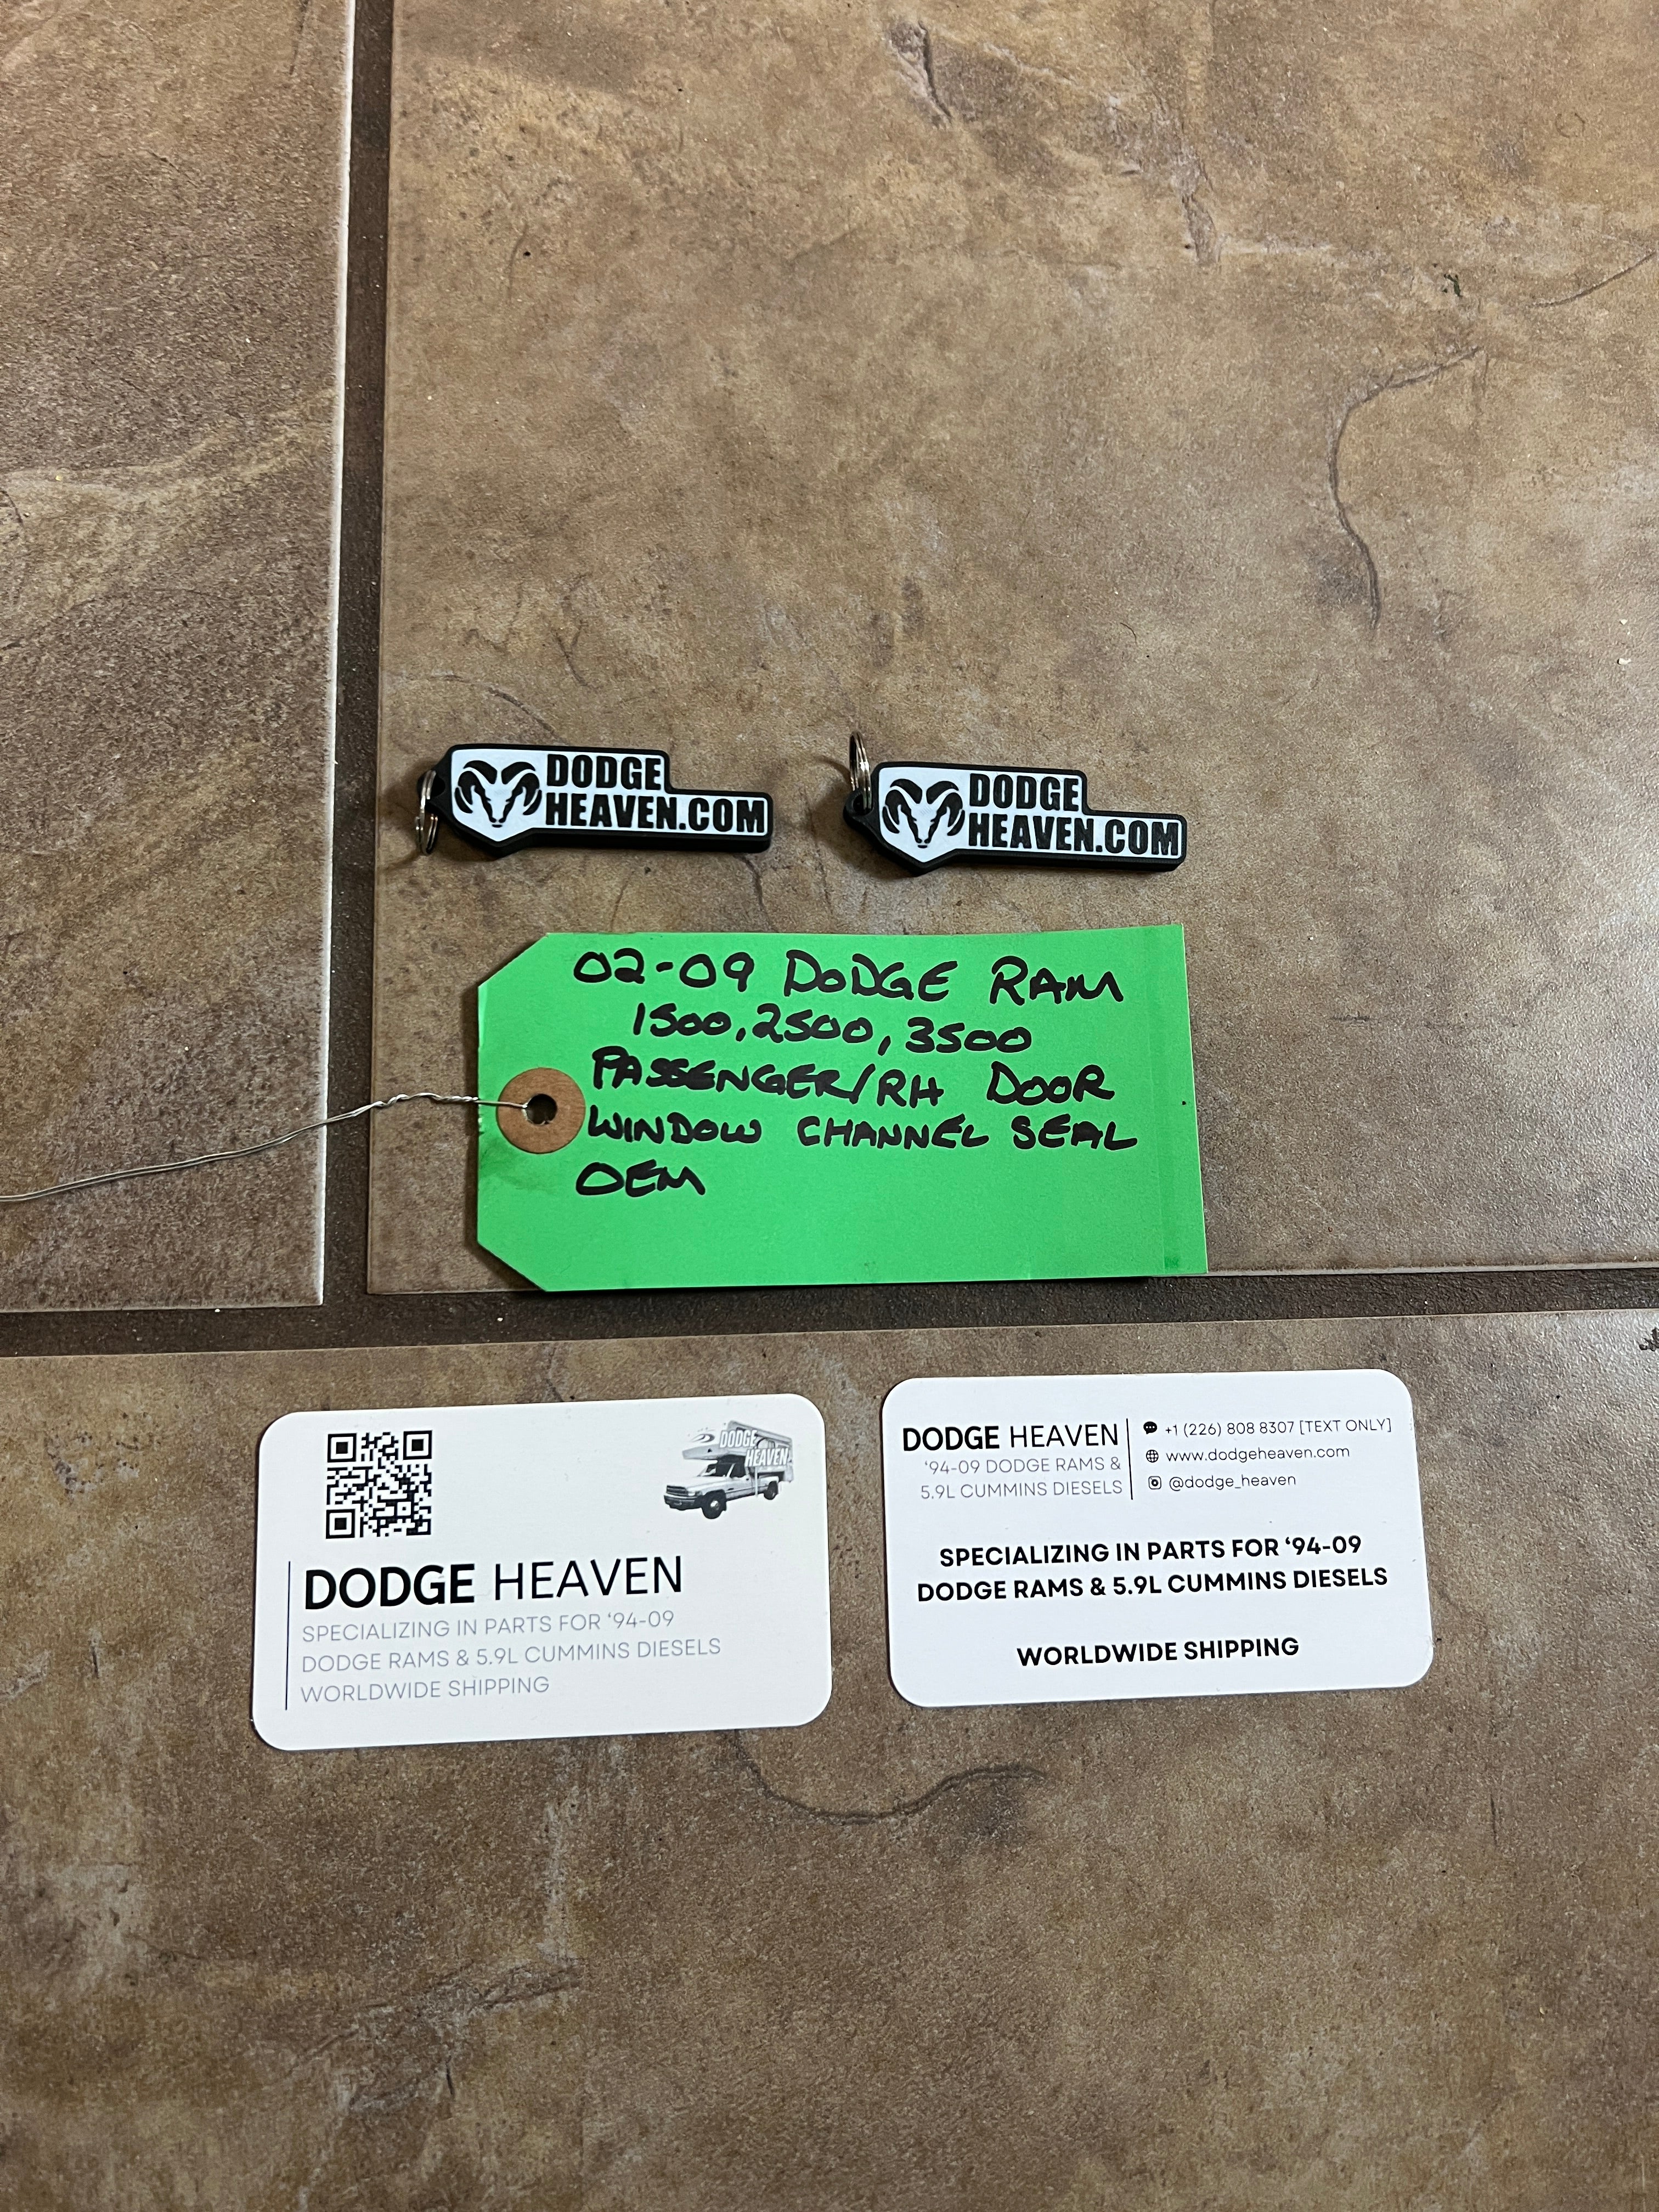 DODGE
HEAVEN.COM
DODGE
HEAVEN.COM
02-09 DODGE RAM
1500, 2500, 3500
PASSENGER/RH DOOR
WINDOW CHANNEL SEAL
OEM
DODGE
HEAVEN
DODGE HEAVEN
SPECIALIZING IN PARTS FOR ‘94-09
DODGE RAMS & 5.9L CUMMINS DIESELS
WORLDWIDE SHIPPING
DODGE HEAVEN
‘94-09 DODGE RAMS &
5.9L CUMMINS DIESELS
+1 (226) 808 8307 [TEXT ONLY]
www.dodgeheaven.com
@dodge_heaven
SPECIALIZING IN PARTS FOR ‘94-09
DODGE RAMS & 5.9L CUMMINS DIESELS
WORLDWIDE SHIPPING